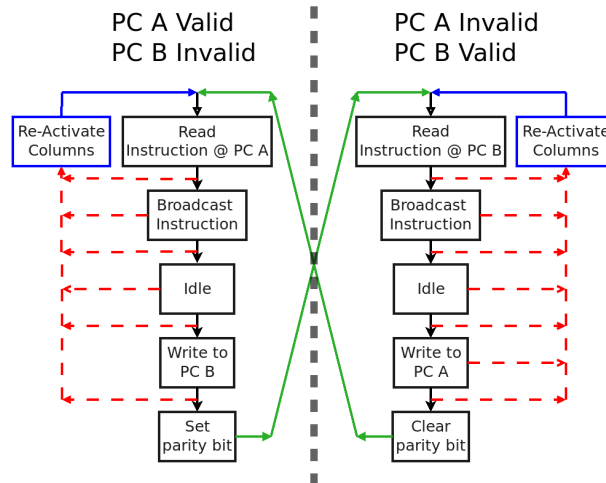 PC A Valid
PC B Invalid
PC A Invalid
PC B Valid
Re-Activate
Columns
Read
Instruction @ PC A
Broadcast
Instruction
Idle
Write to
PC B
Set
parity bit
Read
Instruction @ PC B
Re-Activate
Columns
Broadcast
Instruction
Idle
Write to
PC A
Clear
parity bit